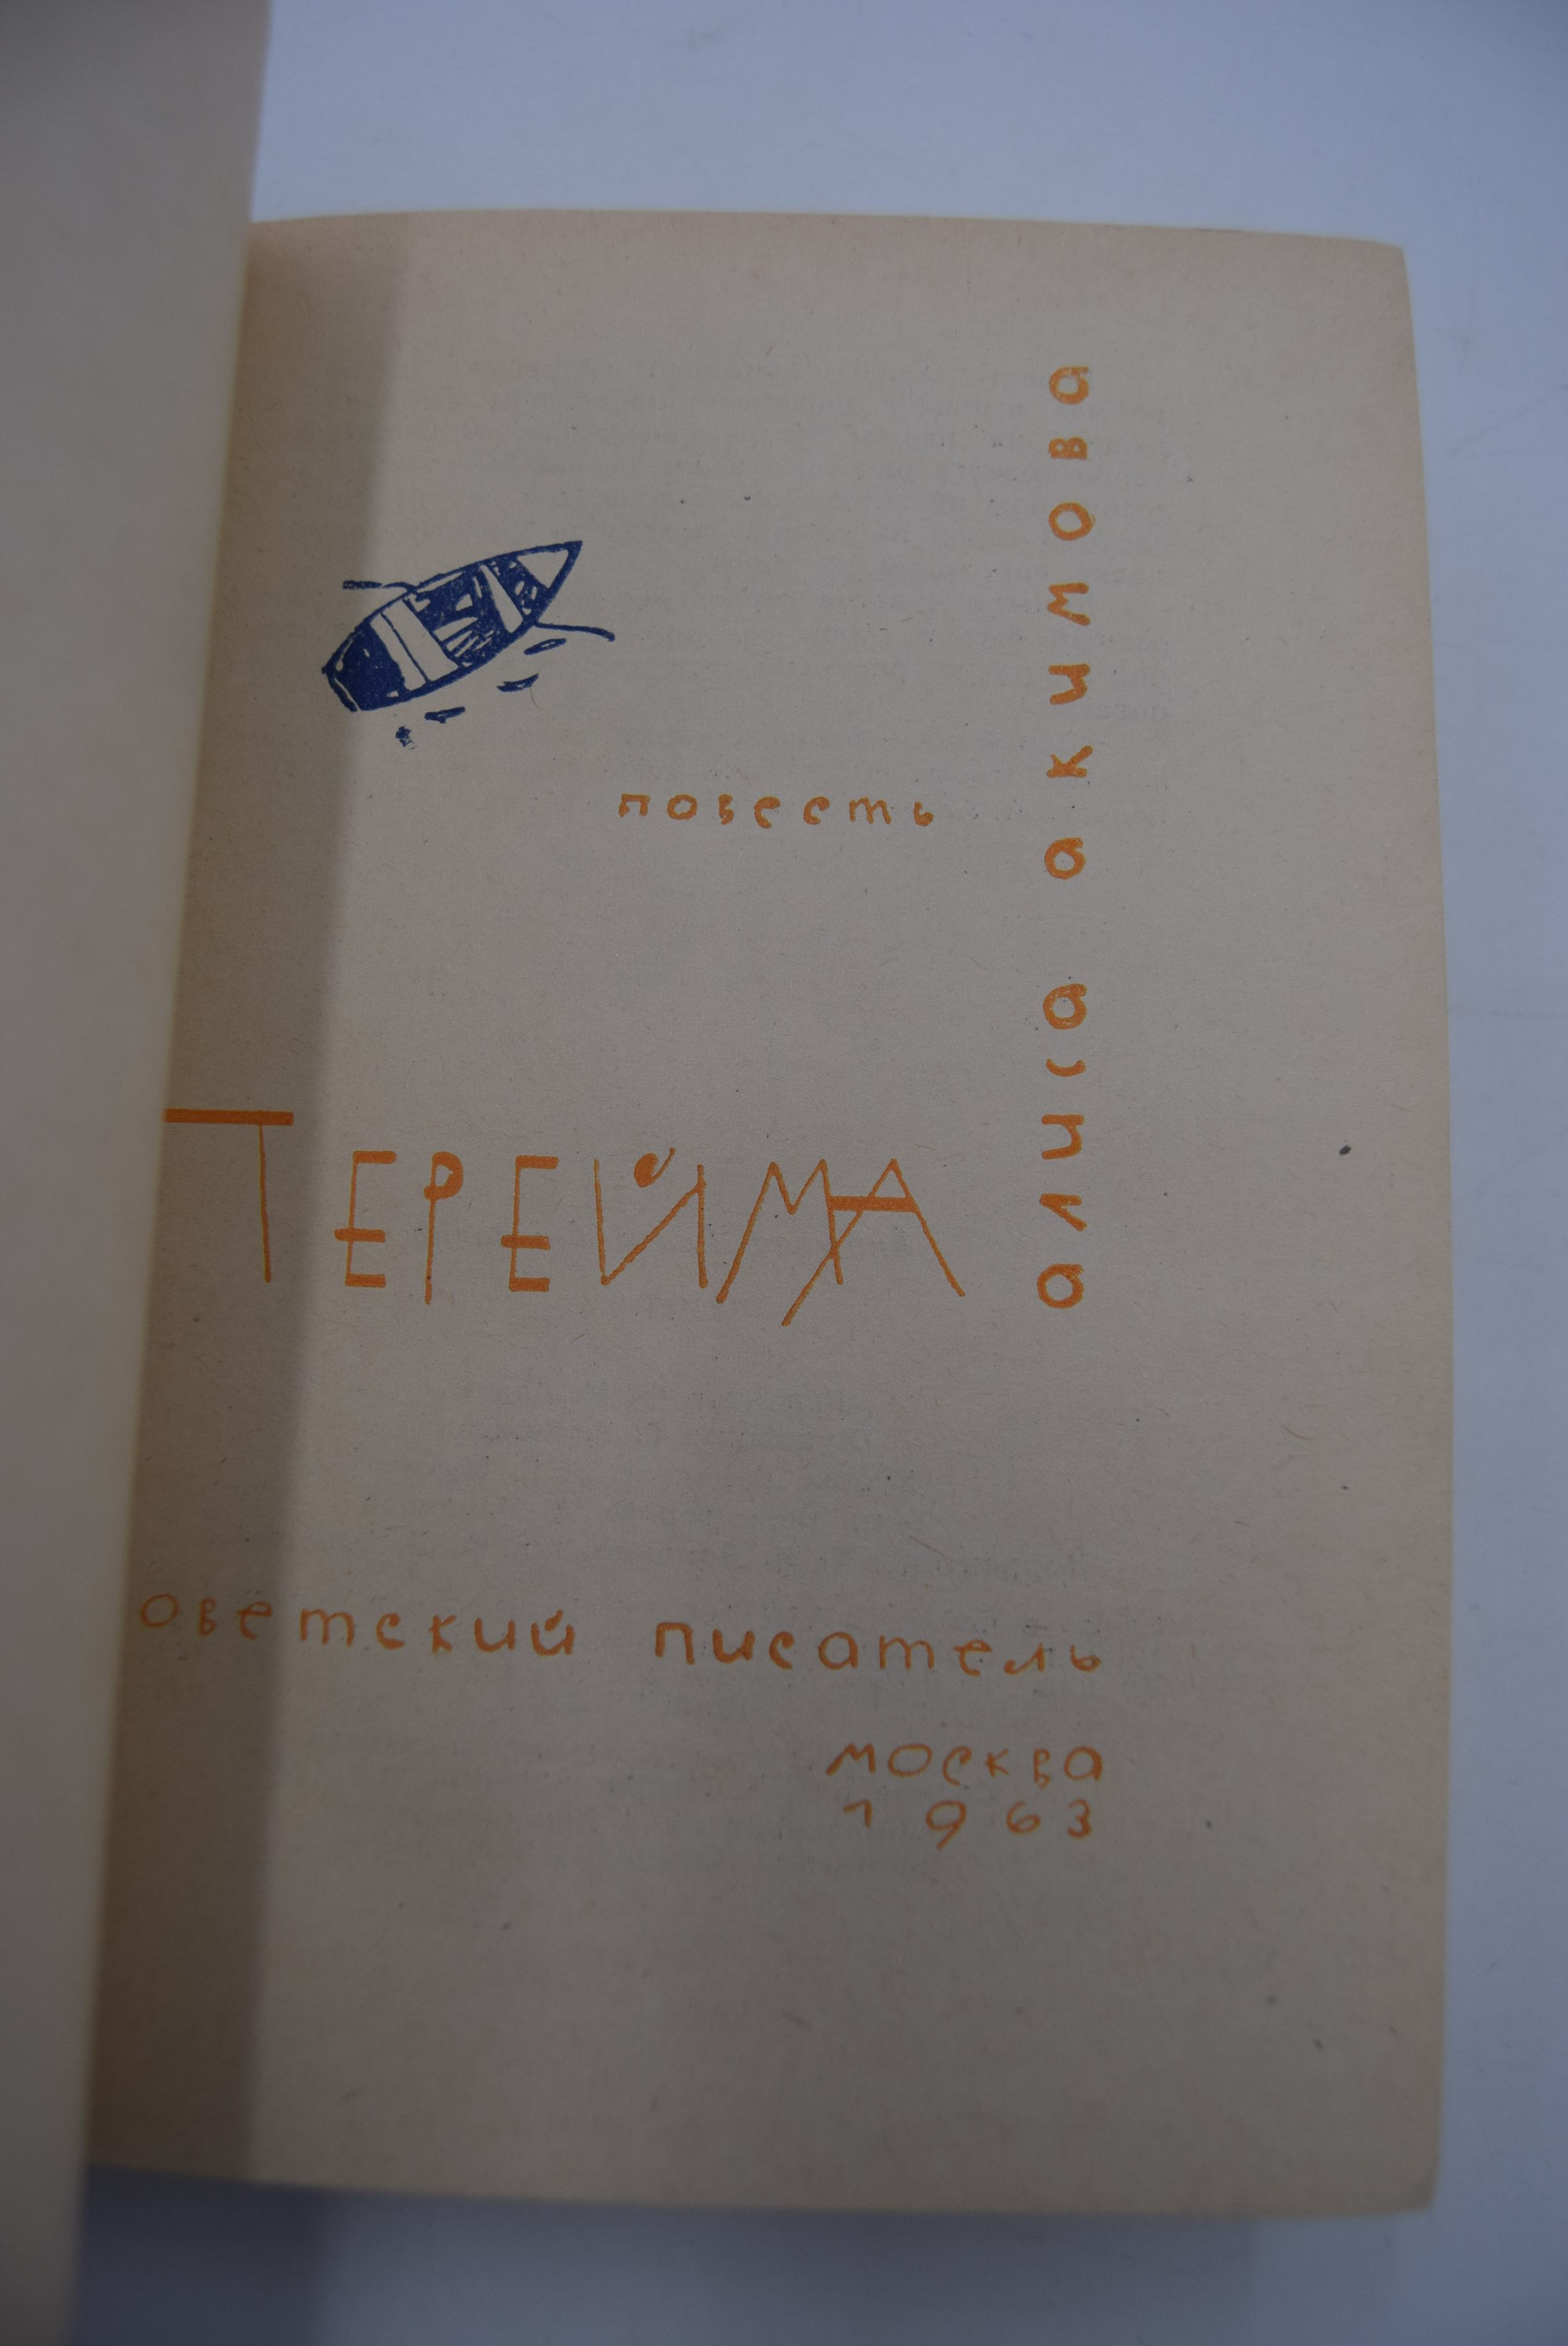 алиса акимова
повесть
ТЕРЕЙМА
оветский писатель
москва
1963